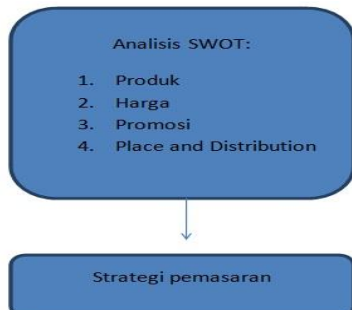 Analisis SWOT:
1. Produk
2. Harga
3. Promosi
4. Place and Distribution
Strategi pemasaran